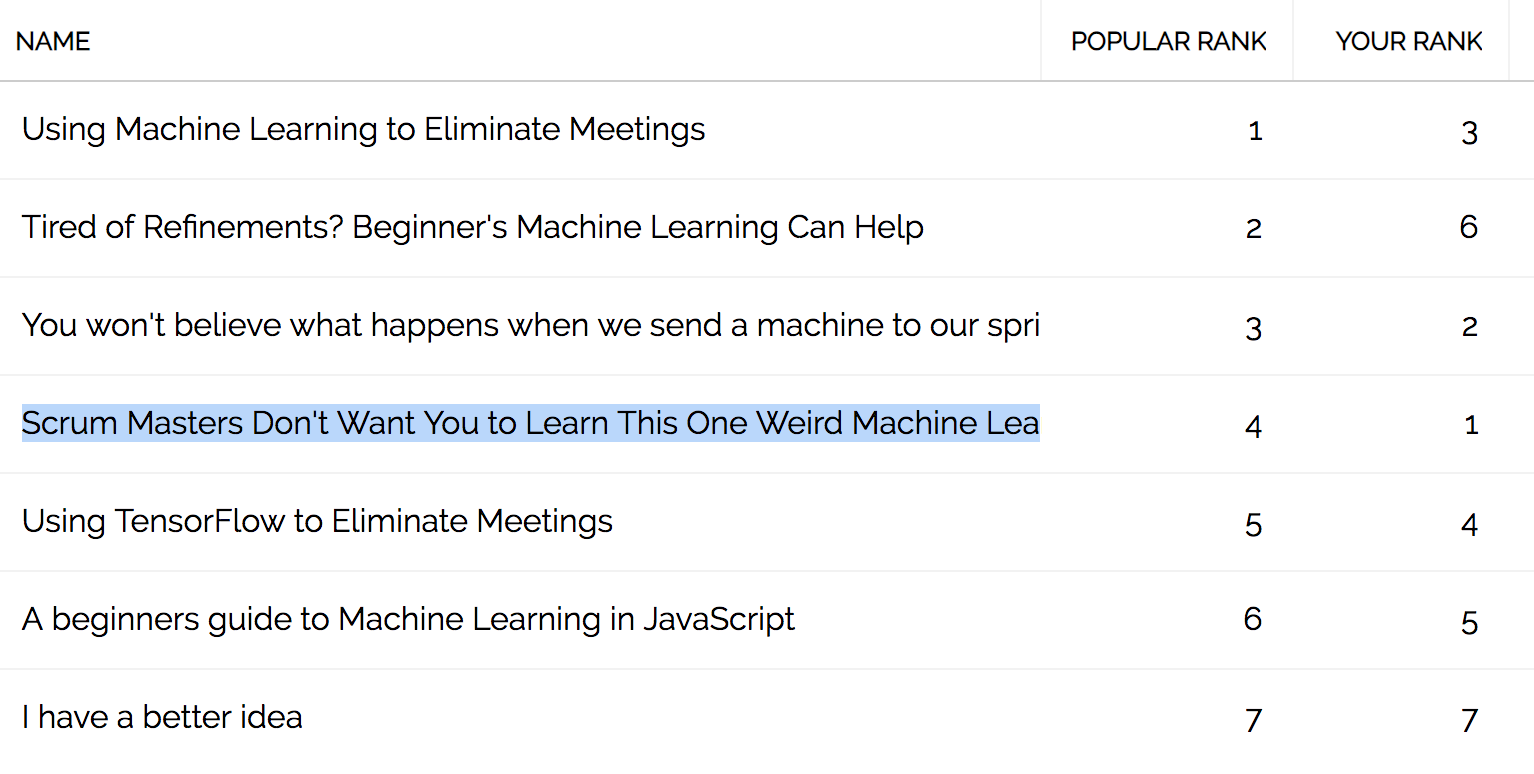 NAME POPULAR RANK YOUR RANK
Using Machine Learning to Eliminate Meetings 1 3
Tired of Refinements? Beginner's Machine Learning Can Help 2 6
You won't believe what happens when we send a machine to our spri 3 2
Scrum Masters Don't Want You to Learn This One Weird Machine Lea 4 1
Using TensorFlow to Eliminate Meetings 5 4
A beginners guide to Machine Learning in JavaScript 6 5
I have a better idea 7 7